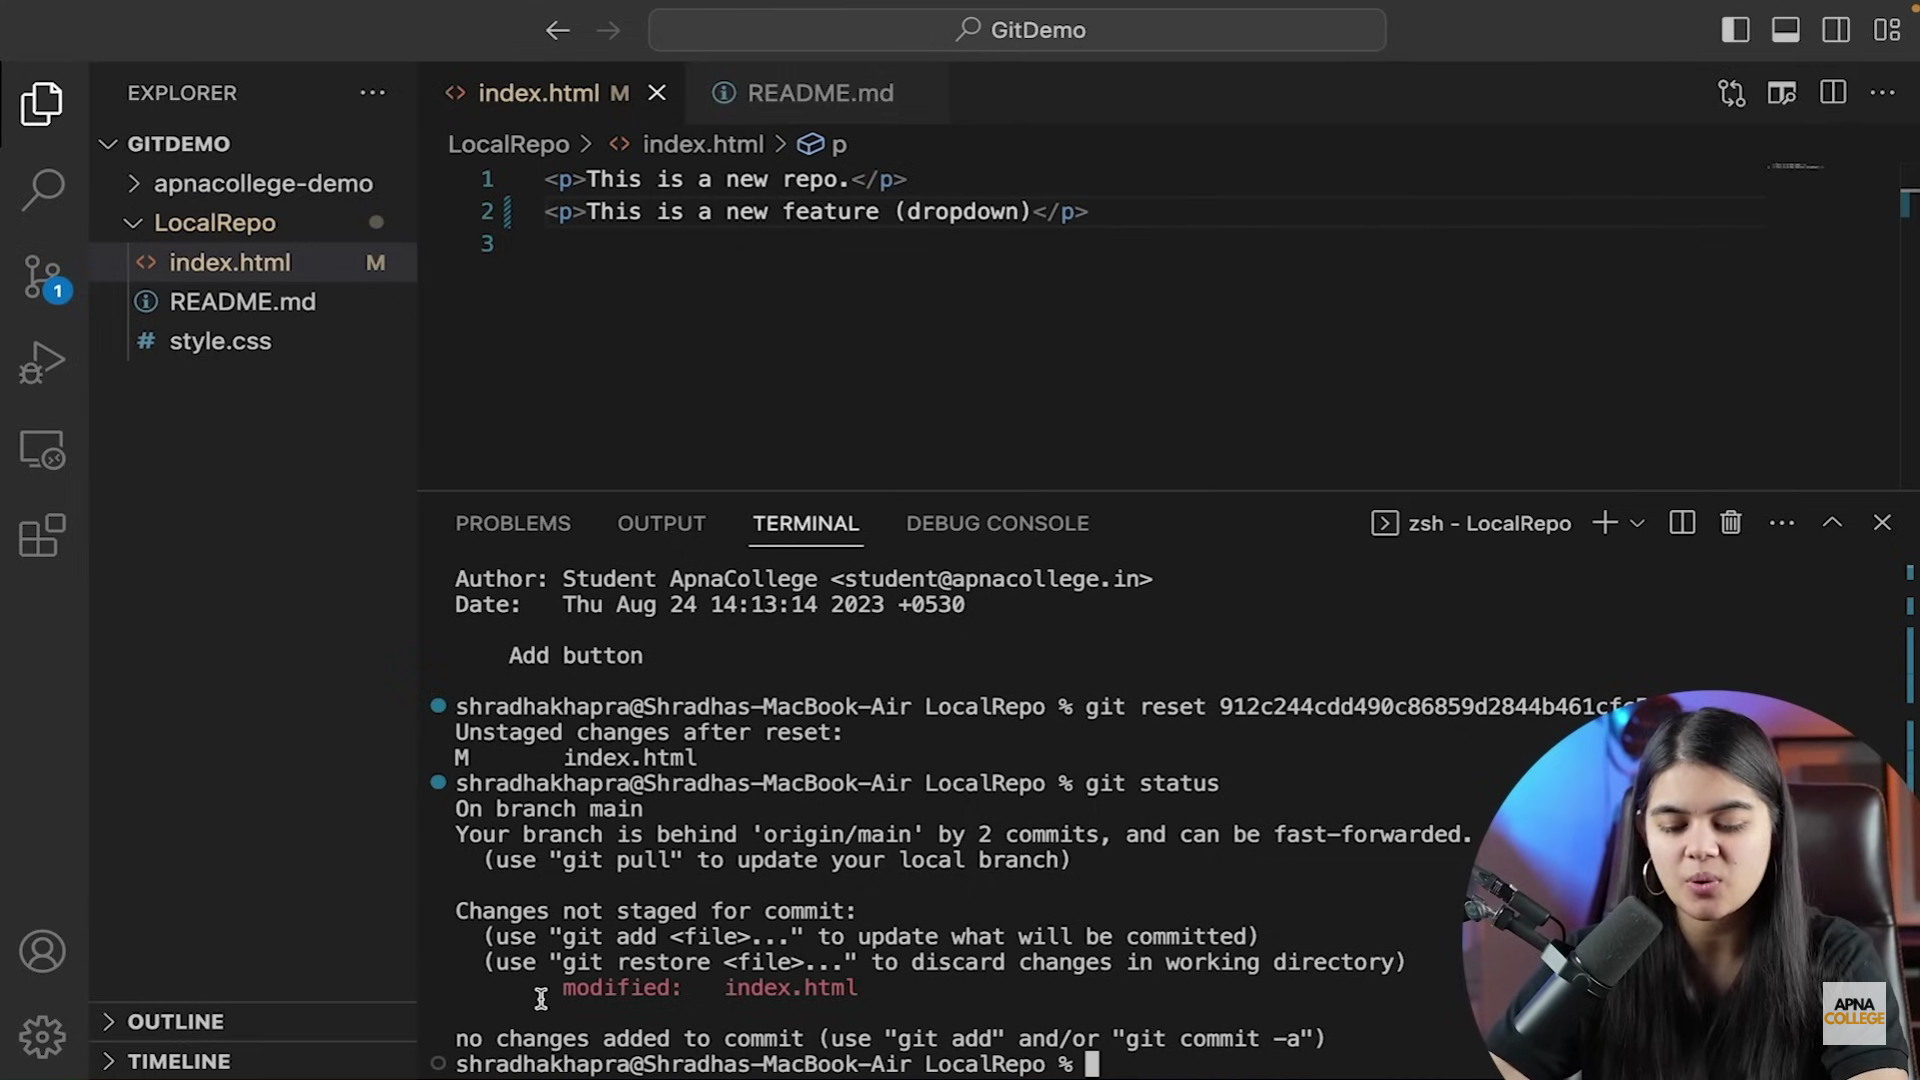 GitDemo
EXPLORER
index.html M
README.md
GITDEMO
apnacollege-demo
LocalRepo
index.html M
README.md
style.css
1
OUTLINE
TIMELINE
LocalRepo > index.html > p
1 <p>This is a new repo.</p>
2 <p>This is a new feature (dropdown)</p>
3
PROBLEMS OUTPUT TERMINAL DEBUG CONSOLE
zsh - LocalRepo
Author: Student ApnaCollege <student@apnacollege.in>
Date: Thu Aug 24 14:13:14 2023 +0530
Add button
shradhakhapra@Shradhas-MacBook-Air LocalRepo % git reset 912c244cdd490c86859d2844b461cfc
Unstaged changes after reset:
M index.html
shradhakhapra@Shradhas-MacBook-Air LocalRepo % git status
On branch main
Your branch is behind 'origin/main' by 2 commits, and can be fast-forwarded.
(use "git pull" to update your local branch)
Changes not staged for commit:
(use "git add <file>..." to update what will be committed)
(use "git restore <file>..." to discard changes in working directory)
modified: index.html
no changes added to commit (use "git add" and/or "git commit -a")
shradhakhapra@Shradhas-MacBook-Air LocalRepo %
APNA
COLLEGE